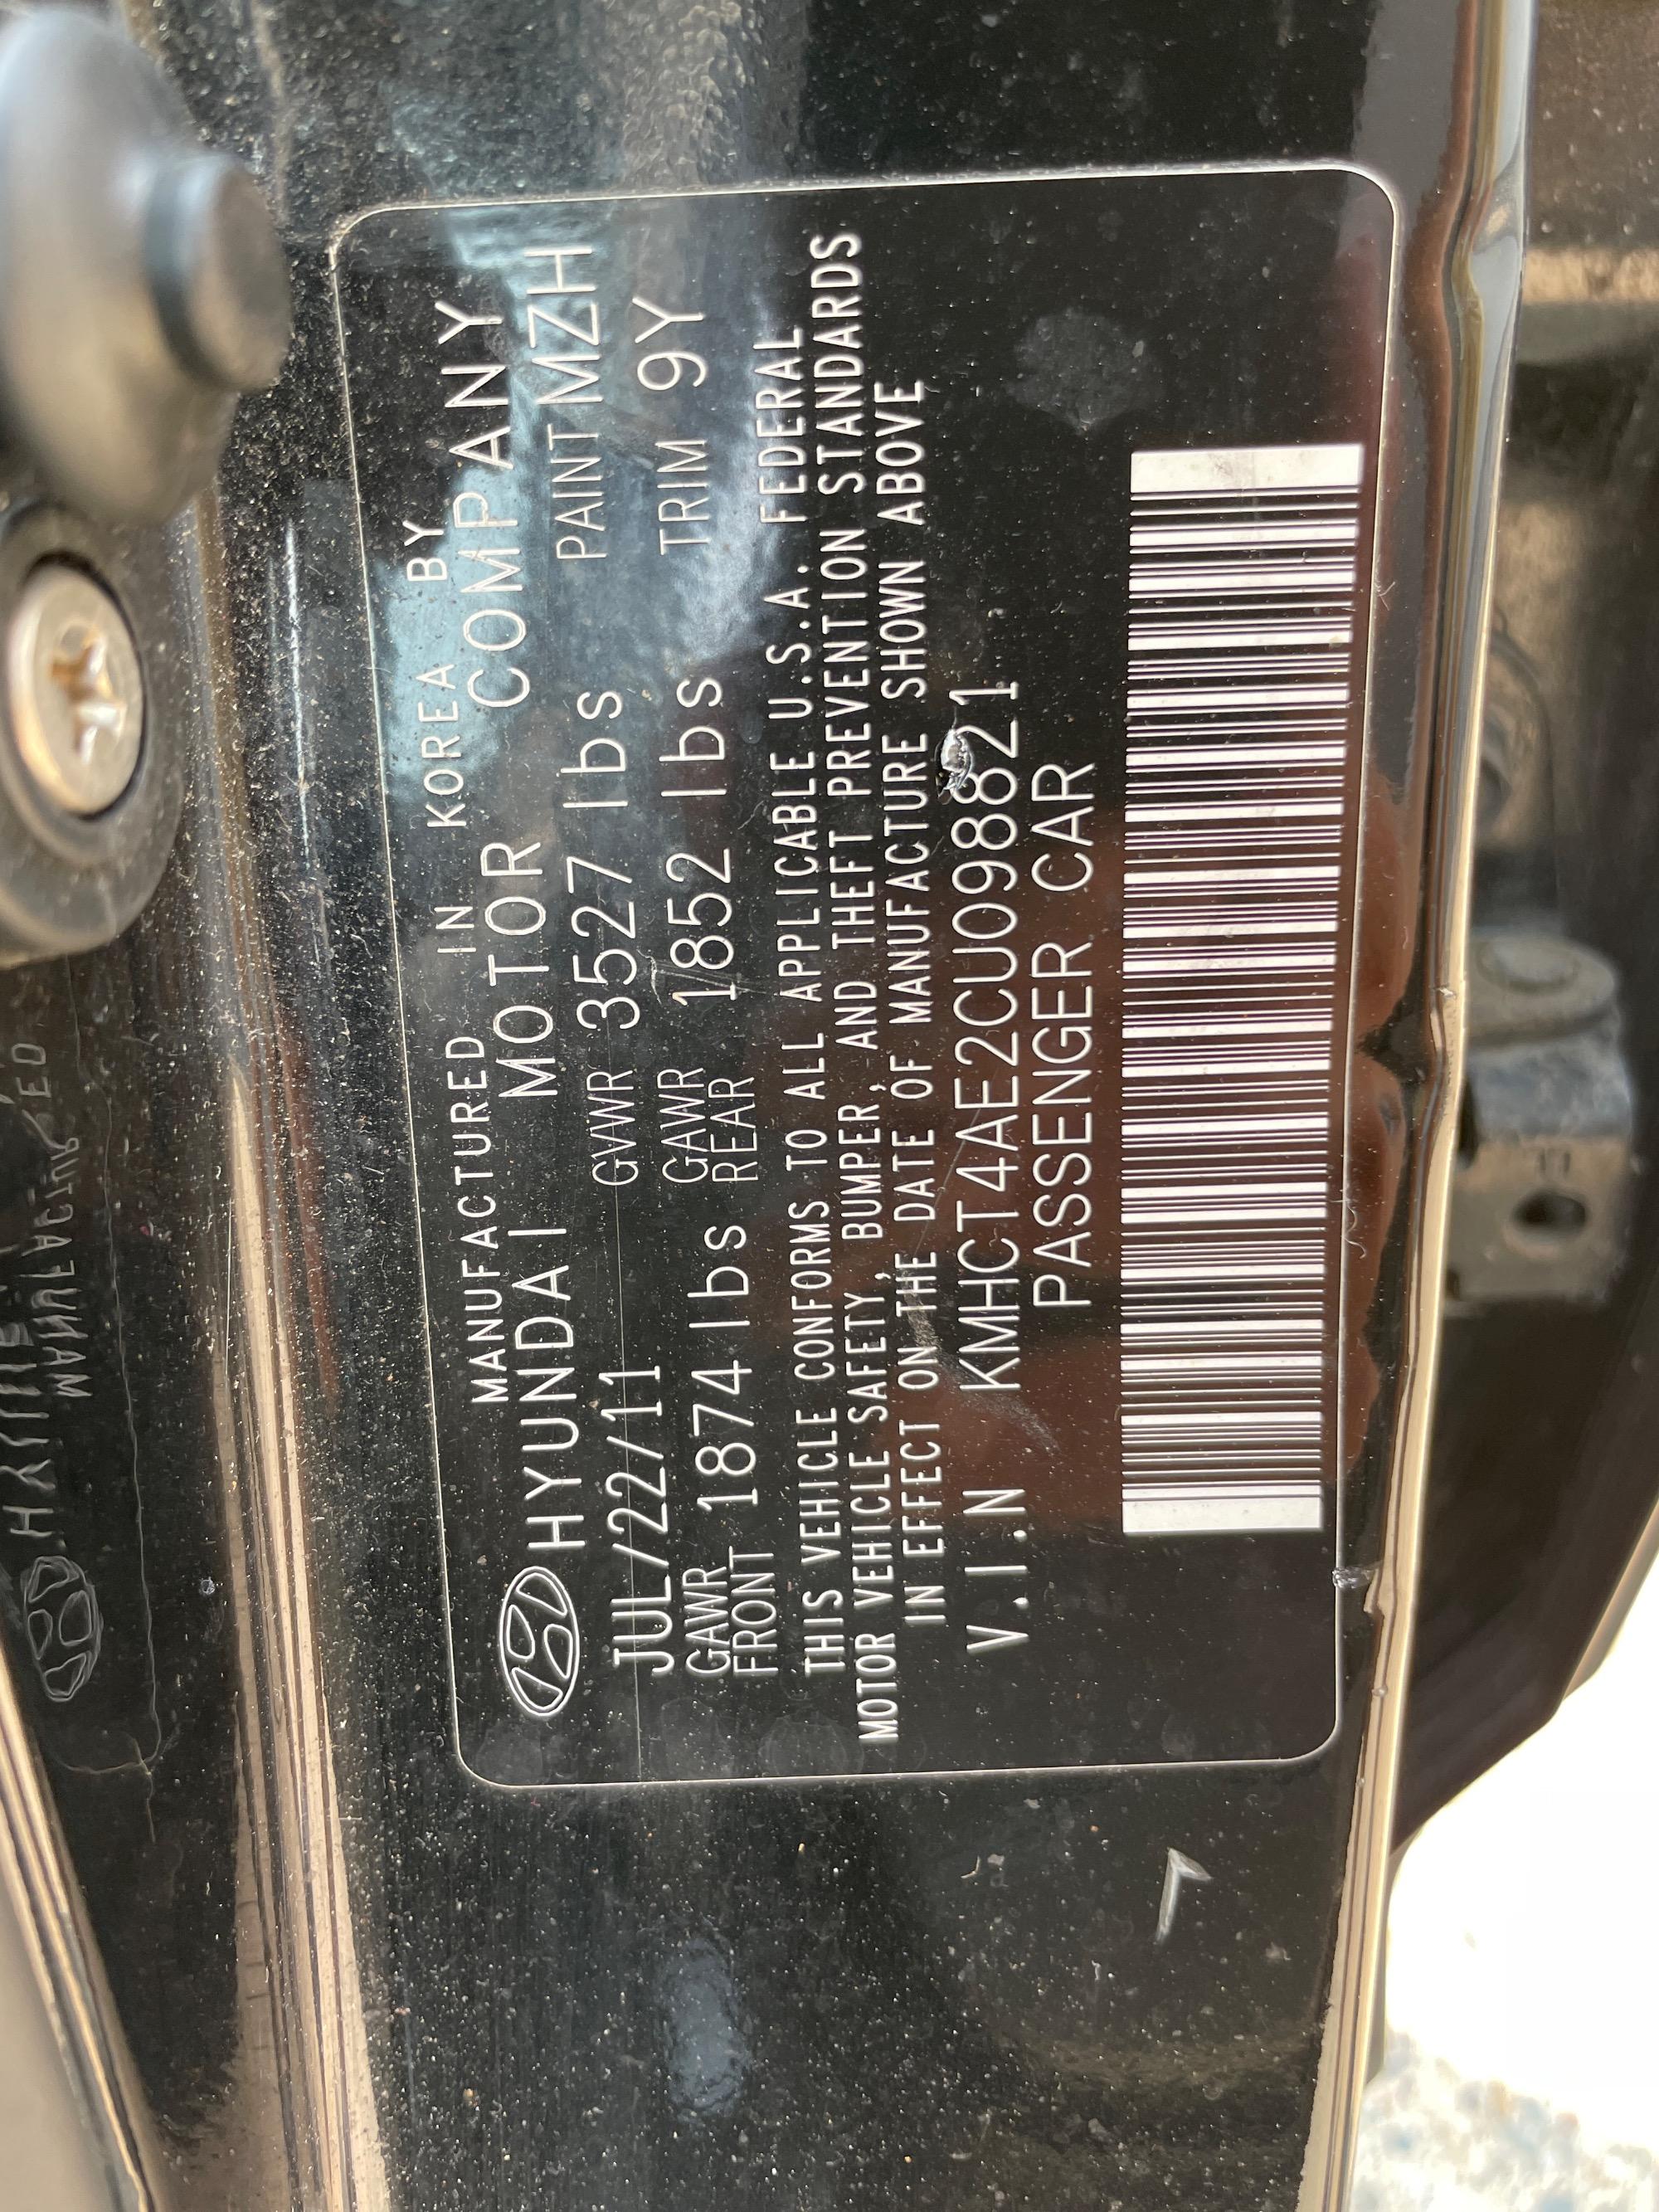 MANUFACTURED IN KOREA BY
HYUNDAI MOTOR COMPANY
JUL/22/11 GVWR 3527 lbs PAINT MZH
GAWR FRONT 1874 lbs GAWR REAR 1852 lbs TRIM 9Y
THIS VEHICLE CONFORMS TO ALL APPLICABLE U.S.A. FEDERAL
MOTOR VEHICLE SAFETY, BUMPER, AND THEFT PREVENTION STANDARDS
IN EFFECT ON THE DATE OF MANUFACTURE SHOWN ABOVE
V.I.N KMHCT4AE2CU098821
PASSENGER CAR